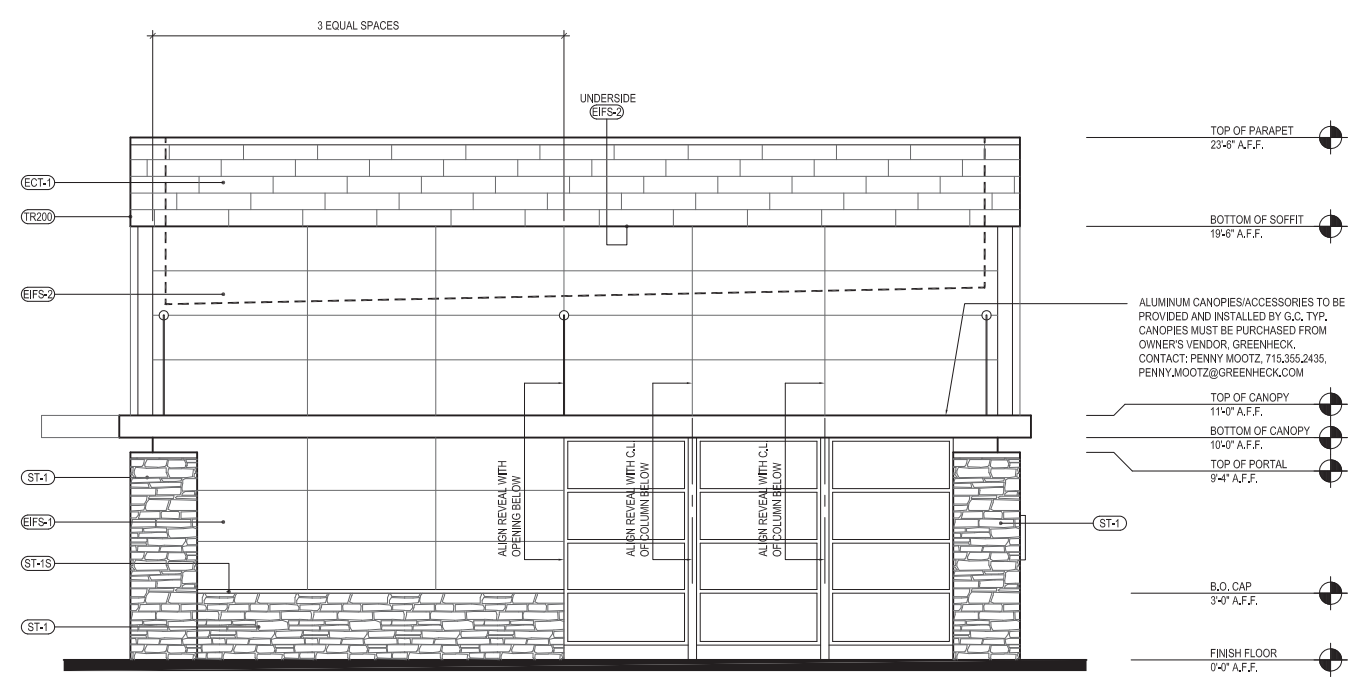 3 EQUAL SPACES
UNDERSIDE
EIFS-2
TOP OF PARAPET
23'-6" A.F.F.
ECT-1
TR200
BOTTOM OF SOFFIT
19'-6" A.F.F.
EIFS-2
ALUMINUM CANOPIES/ACCESSORIES TO BE
PROVIDED AND INSTALLED BY G.C. TYP.
CANOPIES MUST BE PURCHASED FROM
OWNER'S VENDOR, GREENHECK.
CONTACT: PENNY MOOTZ, 715.355.2435,
PENNY.MOOTZ@GREENHECK.COM
TOP OF CANOPY
11'-0" A.F.F.
BOTTOM OF CANOPY
10'-0" A.F.F.
TOP OF PORTAL
9'-4" A.F.F.
ST-1
ALIGN REVEAL WITH
OPENING BELOW
ALIGN REVEAL WITH C.L.
OF COLUMN BELOW
ALIGN REVEAL WITH C.L.
OF COLUMN BELOW
EIFS-1
ST-1
ST-1S
B.O. CAP
3'-0" A.F.F.
ST-1
FINISH FLOOR
0'-0" A.F.F.